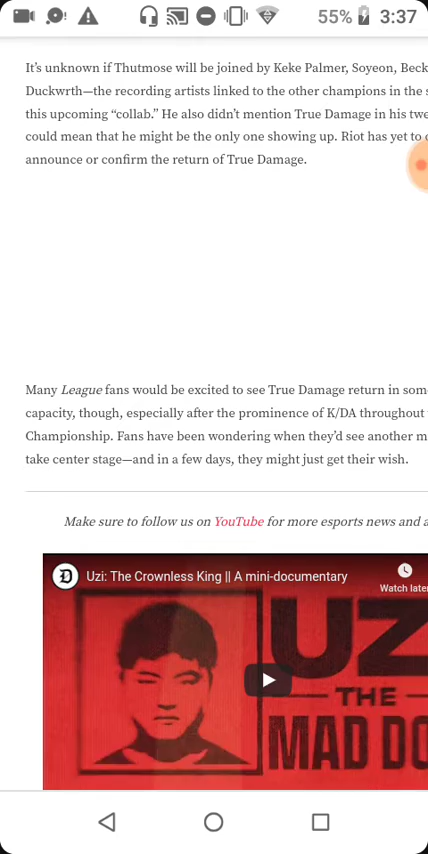 55% 3:37
It's unknown if Thutmose will be joined by Keke Palmer, Soyeon, Beck
Duckwrth—the recording artists linked to the other champions in the s
this upcoming “collab.” He also didn't mention True Damage in his twe
could mean that he might be the only one showing up. Riot has yet to
announce or confirm the return of True Damage.
Many League fans would be excited to see True Damage return in som
capacity, though, especially after the prominence of K/DA throughout
Championship. Fans have been wondering when they'd see another m
take center stage—and in a few days, they might just get their wish.
Make sure to follow us on YouTube for more esports news and a
D Uzi: The Crownless King || A mini-documentary
Watch later
UZ
THE
MAD DO